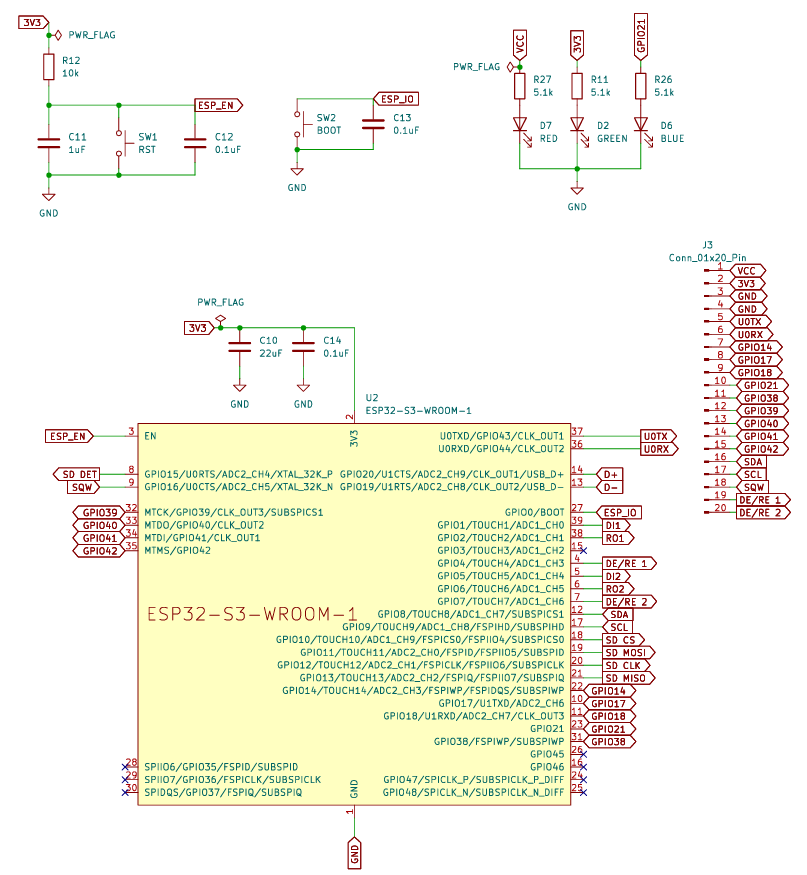 3V3
PWR_FLAG
R12
10k
ESP_EN
C11
1uF
SW1
RST
C12
0.1uF
GND
ESP_IO
SW2
BOOT
C13
0.1uF
GND
VCC
3V3
GPIO21
PWR_FLAG
R27
5.1k
R11
5.1k
R26
5.1k
D7
RED
D2
GREEN
D6
BLUE
GND
J3
Conn_01x20_Pin
1 VCC
2 3V3
3 GND
4 GND
5 U0TX
6 U0RX
7 GPIO14
8 GPIO17
9 GPIO18
10 GPIO21
11 GPIO38
12 GPIO39
13 GPIO40
14 GPIO41
15 GPIO42
16 SDA
17 SCL
18 SQW
19 DE/RE 1
20 DE/RE 2
PWR_FLAG
3V3
C10
22uF
C14
0.1uF
GND
GND
U2
ESP32-S3-WROOM-1
2
3V3
ESP_EN 3 EN
U0TXD/GPIO43/CLK_OUT1 37 U0TX
U0RXD/GPIO44/CLK_OUT2 36 U0RX
SD DET 8 GPIO15/U0RTS/ADC2_CH4/XTAL_32K_P
GPIO20/U1CTS/ADC2_CH9/CLK_OUT1/USB_D+ 14 D+
SQW 9 GPIO16/U0CTS/ADC2_CH5/XTAL_32K_N
GPIO19/U1RTS/ADC2_CH8/CLK_OUT2/USB_D- 13 D-
GPIO39 32 MTCK/GPIO39/CLK_OUT3/SUBSPICS1
GPIO0/BOOT 27 ESP_IO
GPIO40 33 MTDO/GPIO40/CLK_OUT2
GPIO1/TOUCH1/ADC1_CH0 39 DI1
GPIO41 34 MTDI/GPIO41/CLK_OUT1
GPIO2/TOUCH2/ADC1_CH1 38 RO1
GPIO42 35 MTMS/GPIO42
GPIO3/TOUCH3/ADC1_CH2 15
GPIO4/TOUCH4/ADC1_CH3 4 DE/RE 1
GPIO5/TOUCH5/ADC1_CH4 5 DI2
GPIO6/TOUCH6/ADC1_CH5 6 RO2
GPIO7/TOUCH7/ADC1_CH6 7 DE/RE 2
ESP32-S3-WROOM-1
GPIO8/TOUCH8/ADC1_CH7/SUBSPICS1 12 SDA
GPIO9/TOUCH9/ADC1_CH8/FSPIHD/SUBSPIHD 17 SCL
GPIO10/TOUCH10/ADC1_CH9/FSPICS0/FSPIIO4/SUBSPICS0 18 SD CS
GPIO11/TOUCH11/ADC2_CH0/FSPID/FSPIIO5/SUBSPID 19 SD MOSI
GPIO12/TOUCH12/ADC2_CH1/FSPICLK/FSPIIO6/SUBSPICLK 20 SD CLK
GPIO13/TOUCH13/ADC2_CH2/FSPIQ/FSPIIO7/SUBSPIQ 21 SD MISO
GPIO14/TOUCH14/ADC2_CH3/FSPIWP/FSPIDQS/SUBSPIWP 22 GPIO14
GPIO17/U1TXD/ADC2_CH6 10 GPIO17
GPIO18/U1RXD/ADC2_CH7/CLK_OUT3 11 GPIO18
GPIO21 23 GPIO21
GPIO38/FSPIWP/SUBSPIWP 31 GPIO38
GPIO45 26
28 SPIIO6/GPIO35/FSPID/SUBSPID
GPIO46 16
29 SPIIO7/GPIO36/FSPICLK/SUBSPICLK
GPIO47/SPICLK_P/SUBSPICLK_P_DIFF 24
30 SPIDQS/GPIO37/FSPIQ/SUBSPIQ
GPIO48/SPICLK_N/SUBSPICLK_N_DIFF 25
GND
1
GND